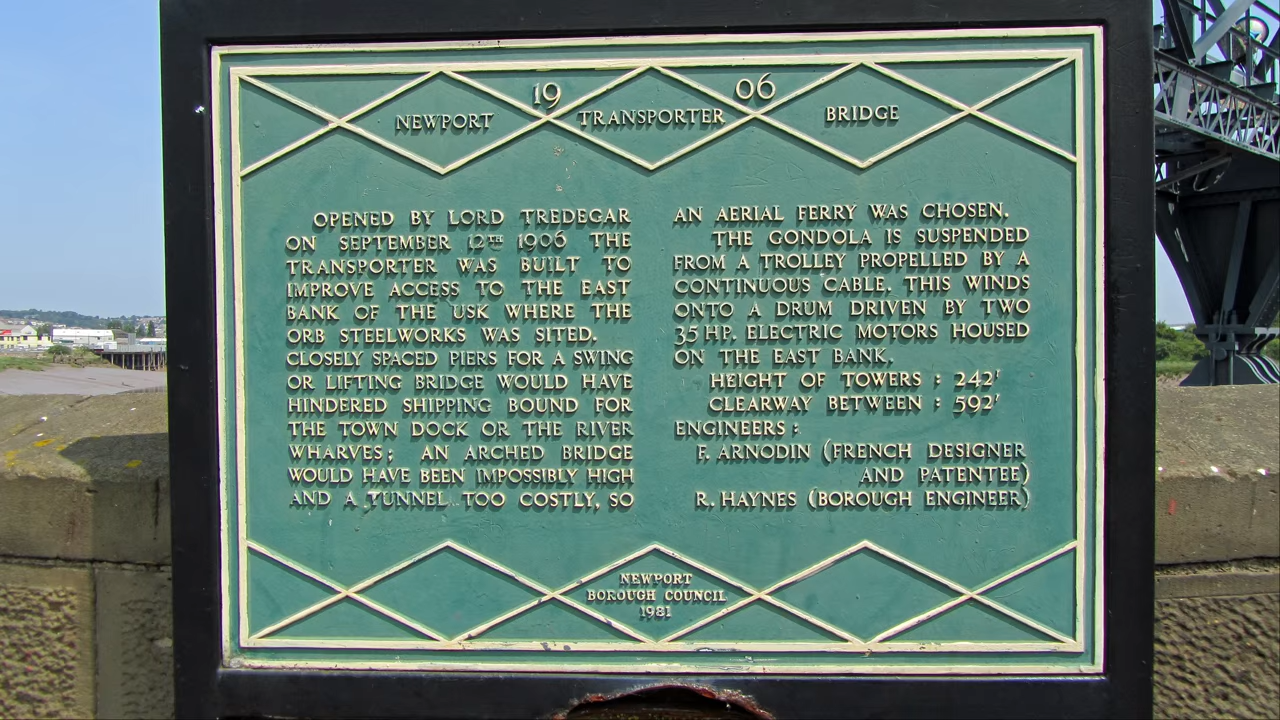 19 06
NEWPORT TRANSPORTER BRIDGE
OPENED BY LORD TREDEGAR
ON SEPTEMBER 12TH 1906 THE
TRANSPORTER WAS BUILT TO
IMPROVE ACCESS TO THE EAST
BANK OF THE USK WHERE THE
ORB STEELWORKS WAS SITED.
CLOSELY SPACED PIERS FOR A SWING
OR LIFTING BRIDGE WOULD HAVE
HINDERED SHIPPING BOUND FOR
THE TOWN DOCK OR THE RIVER
WHARVES; AN ARCHED BRIDGE
WOULD HAVE BEEN IMPOSSIBLY HIGH
AND A TUNNEL TOO COSTLY, SO
AN AERIAL FERRY WAS CHOSEN.
THE GONDOLA IS SUSPENDED
FROM A TROLLEY PROPELLED BY A
CONTINUOUS CABLE. THIS WINDS
ONTO A DRUM DRIVEN BY TWO
35 HP. ELECTRIC MOTORS HOUSED
ON THE EAST BANK.
HEIGHT OF TOWERS : 242'
CLEARWAY BETWEEN : 592'
ENGINEERS :
F. ARNODIN (FRENCH DESIGNER
AND PATENTEE)
R. HAYNES (BOROUGH ENGINEER)
NEWPORT
BOROUGH COUNCIL
1981